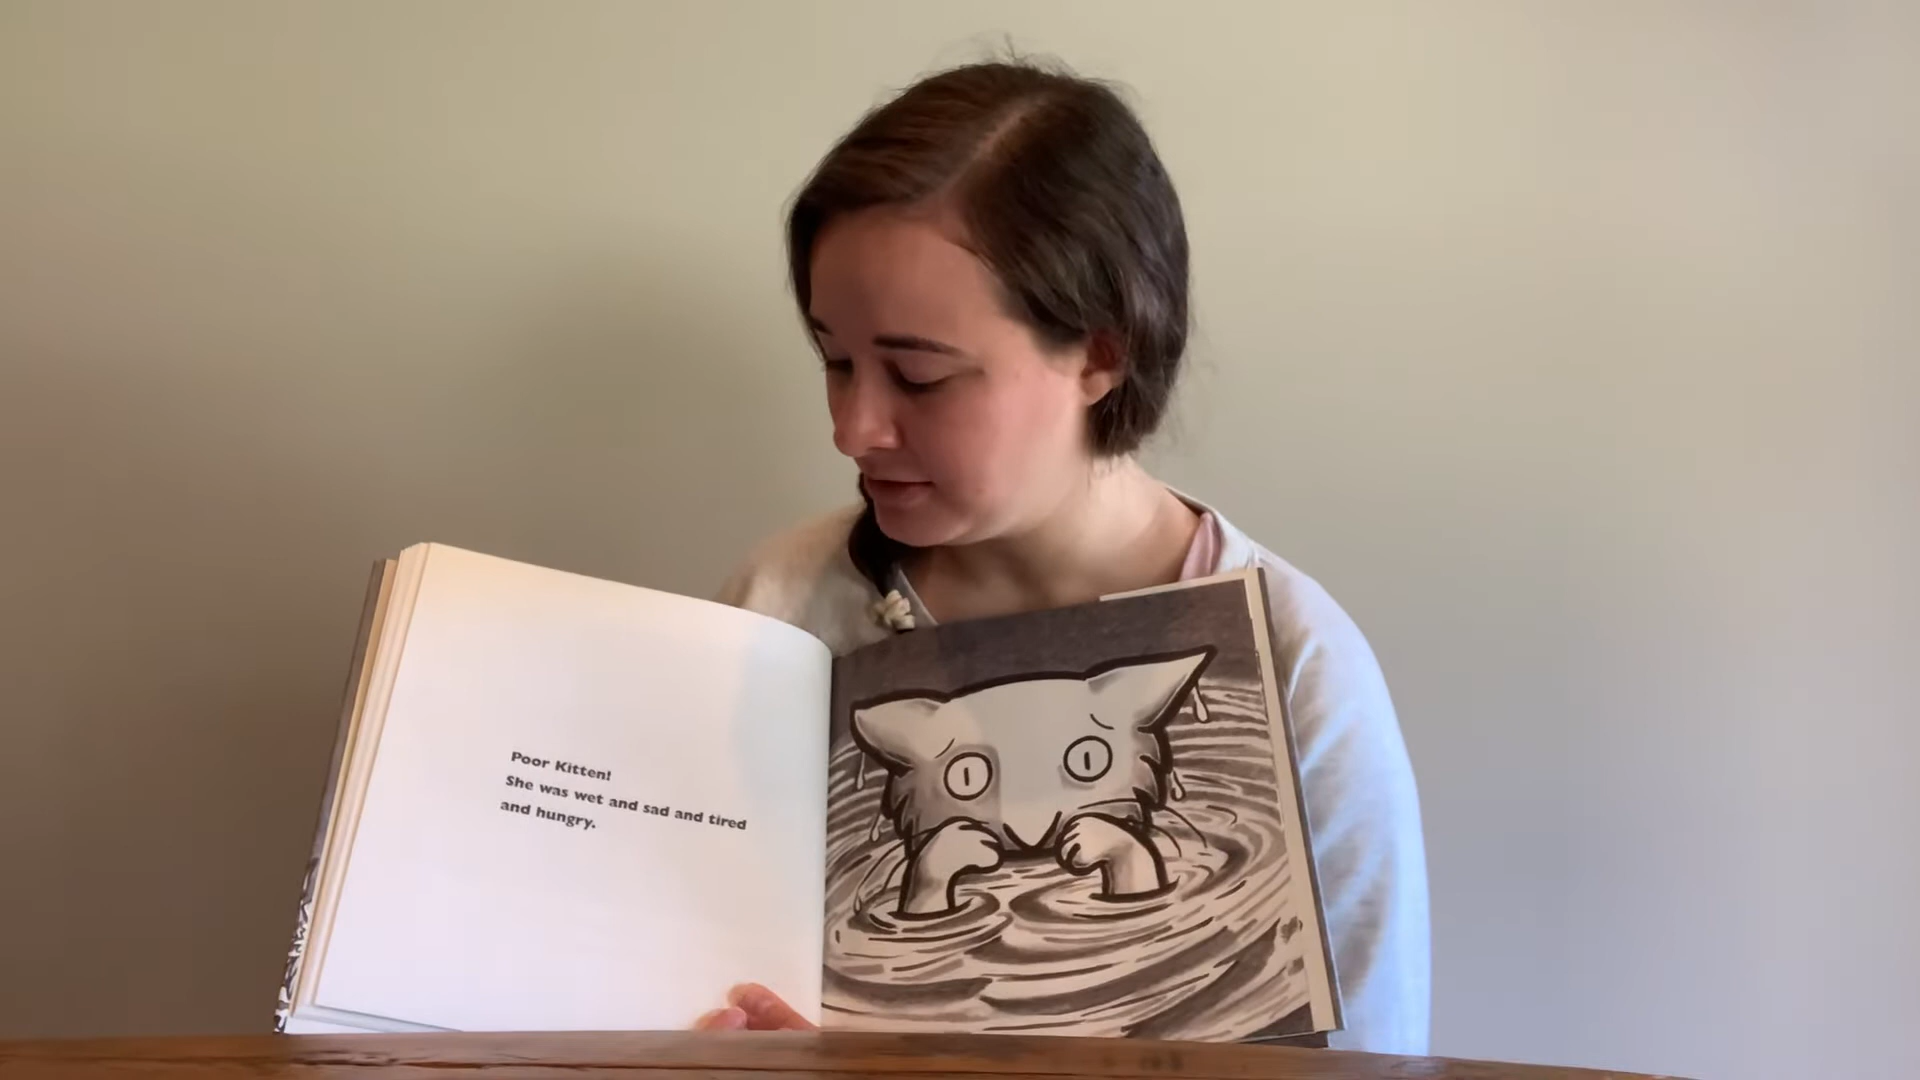 Poor Kitten!
She was wet and sad and tired
and hungry.